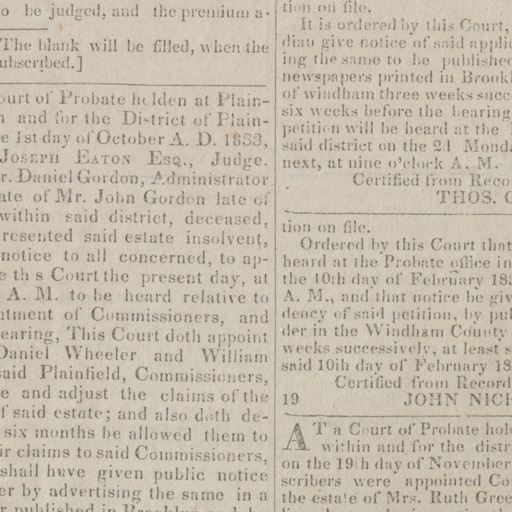 o be judged, and the premium a-
The blank will be filled, when the
ubscribed.]
ourt of Probate holden at Plain-
and for the District of Plain-
e 1st day of October A. D. 1833,
JOSEPH EATON ESQ., Judge.
r. Daniel Gordon, Administrator
ate of Mr. John Gordon late of
within said district, deceased,
resented said estate insolvent,
notice to all concerned, to ap-
e th s Court the present day, at
A. M. to be heard relative to
ntment of Commissioners, and
earing, This Court doth appoint
Daniel Wheeler and William
said Plainfield, Commissioners,
e and adjust the claims of the
f said estate; and also doth de-
six months be allowed them to
ir claims to said Commissioners,
shall have given public notice
er by advertising the same in a
r published in Brooklyn and
tion on file.
It is ordered by this Court,
dian give notice of said applic
ing the same to be published
newspapers printed in Brookl
of windham three weeks succ
six weeks before the hearing
petition will be heard at the
said district on the 2d Monda
next, at nine o'clock A. M.
Certified from Reco
THOS. G
tion on file.
Ordered by this Court that
heard at the Probate office in
the 10th day of February 183
A. M., and that notice be giv
dency of said petition, by pub
der in the Windham County
weeks successively, at least s
said 10th day of February 18
Certified from Record
19 JOHN NICH
AT a Court of Probate hold
within and for the distr
on the 19th day of November
scribers were appointed Co
the estate of Mrs. Ruth Gree